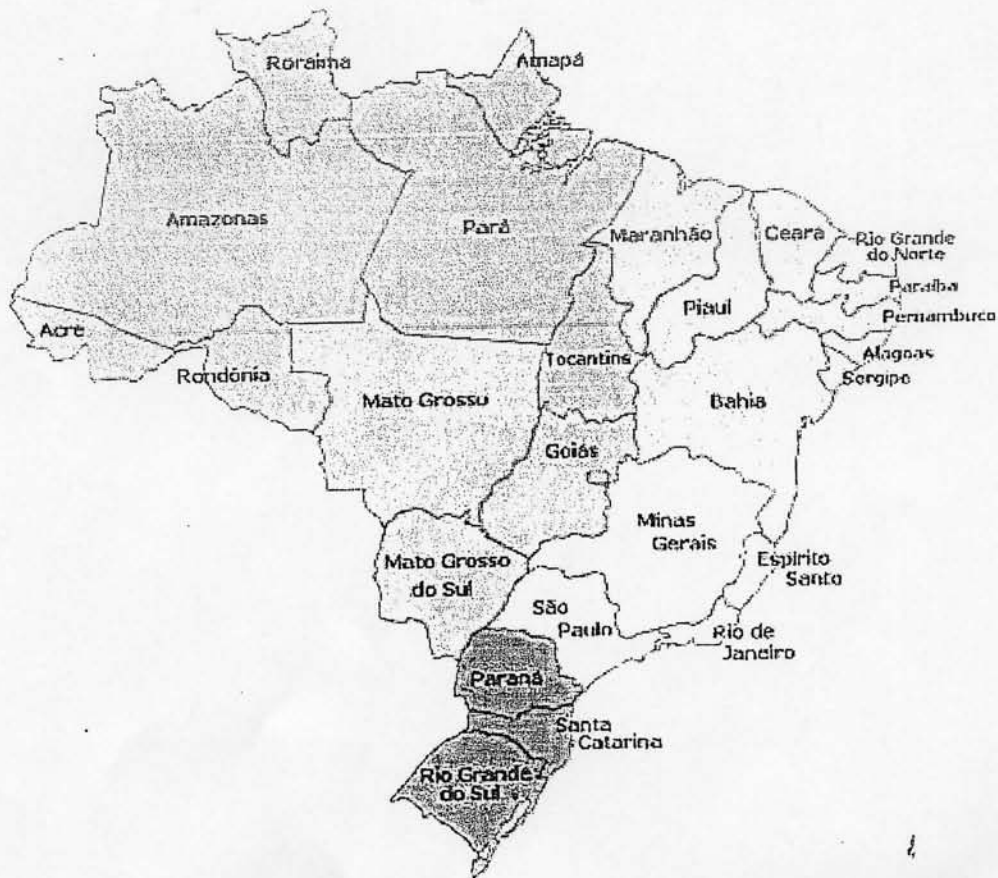 Roraima
Amapá
Amazonas
Pará
Maranhão
Ceará
Rio Grande
do Norte
Paraíba
Piauí
Pernambuco
Acre
Alagoas
Tocantins
Sergipe
Rondônia
Mato Grosso
Bahia
Goiás
Minas
Gerais
Mato Grosso
do Sul
Espírito
Santo
São
Paulo
Rio de
Janeiro
Paraná
Santa
Catarina
Rio Grande
do Sul